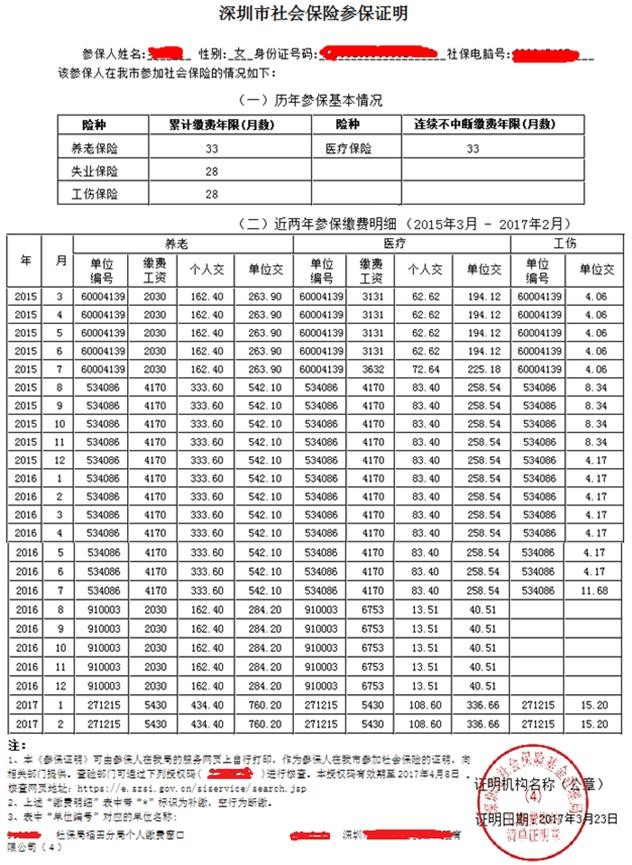 深圳市社会保险参保证明
参保人姓名: 性别: 女 身份证号码: 社保电脑号:
该参保人在我市参加社会保险的情况如下:
(一) 历年参保基本情况
险种 累计缴费年限(月数) 险种 连续不中断缴费年限(月数)
养老保险 33 医疗保险 33
失业保险 28
工伤保险 28
(二) 近两年参保缴费明细 (2015年3月 - 2017年2月)
年 月 养老 医疗 工伤
单位编号 缴费工资 个人交 单位交 单位编号 缴费工资 个人交 单位交 单位编号 单位交
2015 3 60004139 2030 162.40 263.90 60004139 3131 62.62 194.12 60004139 4.06
2015 4 60004139 2030 162.40 263.90 60004139 3131 62.62 194.12 60004139 4.06
2015 5 60004139 2030 162.40 263.90 60004139 3131 62.62 194.12 60004139 4.06
2015 6 60004139 2030 162.40 263.90 60004139 3131 62.62 194.12 60004139 4.06
2015 7 60004139 2030 162.40 263.90 60004139 3632 72.64 225.18 60004139 4.06
2015 8 534086 4170 333.60 542.10 534086 4170 83.40 258.54 534086 8.34
2015 9 534086 4170 333.60 542.10 534086 4170 83.40 258.54 534086 8.34
2015 10 534086 4170 333.60 542.10 534086 4170 83.40 258.54 534086 8.34
2015 11 534086 4170 333.60 542.10 534086 4170 83.40 258.54 534086 8.34
2015 12 534086 4170 333.60 542.10 534086 4170 83.40 258.54 534086 4.17
2016 1 534086 4170 333.60 542.10 534086 4170 83.40 258.54 534086 4.17
2016 2 534086 4170 333.60 542.10 534086 4170 83.40 258.54 534086 4.17
2016 3 534086 4170 333.60 542.10 534086 4170 83.40 258.54 534086 4.17
2016 4 534086 4170 333.60 542.10 534086 4170 83.40 258.54 534086 4.17
2016 5 534086 4170 333.60 542.10 534086 4170 83.40 258.54 534086 4.17
2016 6 534086 4170 333.60 542.10 534086 4170 83.40 258.54 534086 4.17
2016 7 534086 4170 333.60 542.10 534086 4170 83.40 258.54 534086 11.68
2016 8 910003 2030 162.40 284.20 910003 6753 13.51 40.51
2016 9 910003 2030 162.40 284.20 910003 6753 13.51 40.51
2016 10 910003 2030 162.40 284.20 910003 6753 13.51 40.51
2016 11 910003 2030 162.40 284.20 910003 6753 13.51 40.51
2016 12 910003 2030 162.40 284.20 910003 6753 13.51 40.51
2017 1 271215 5430 434.40 760.20 271215 5430 108.60 336.66 271215 15.20
2017 2 271215 5430 434.40 760.20 271215 5430 108.60 336.66 271215 15.20
注:
1、本《参保证明》可由参保人在我局的服务网页上自行打印, 作为参保人在我市参加社会保险的证明, 向
相关部门提供。查验部门可通过下列授权码( )进行核查。本授权码有效期至2017年4月8日。
核查网页地址: https://e.szsi.gov.cn/siservice/search.jsp
2、上述“缴费明细”表中带“*”标识为补缴, 空行为断缴。
3、表中“单位编号”对应的单位名称:
社保局福田分局个人缴费窗口 深圳 有
限公司(4)
证明机构名称(公章)
(4)
证明日期:2017年3月23日
清单证明章